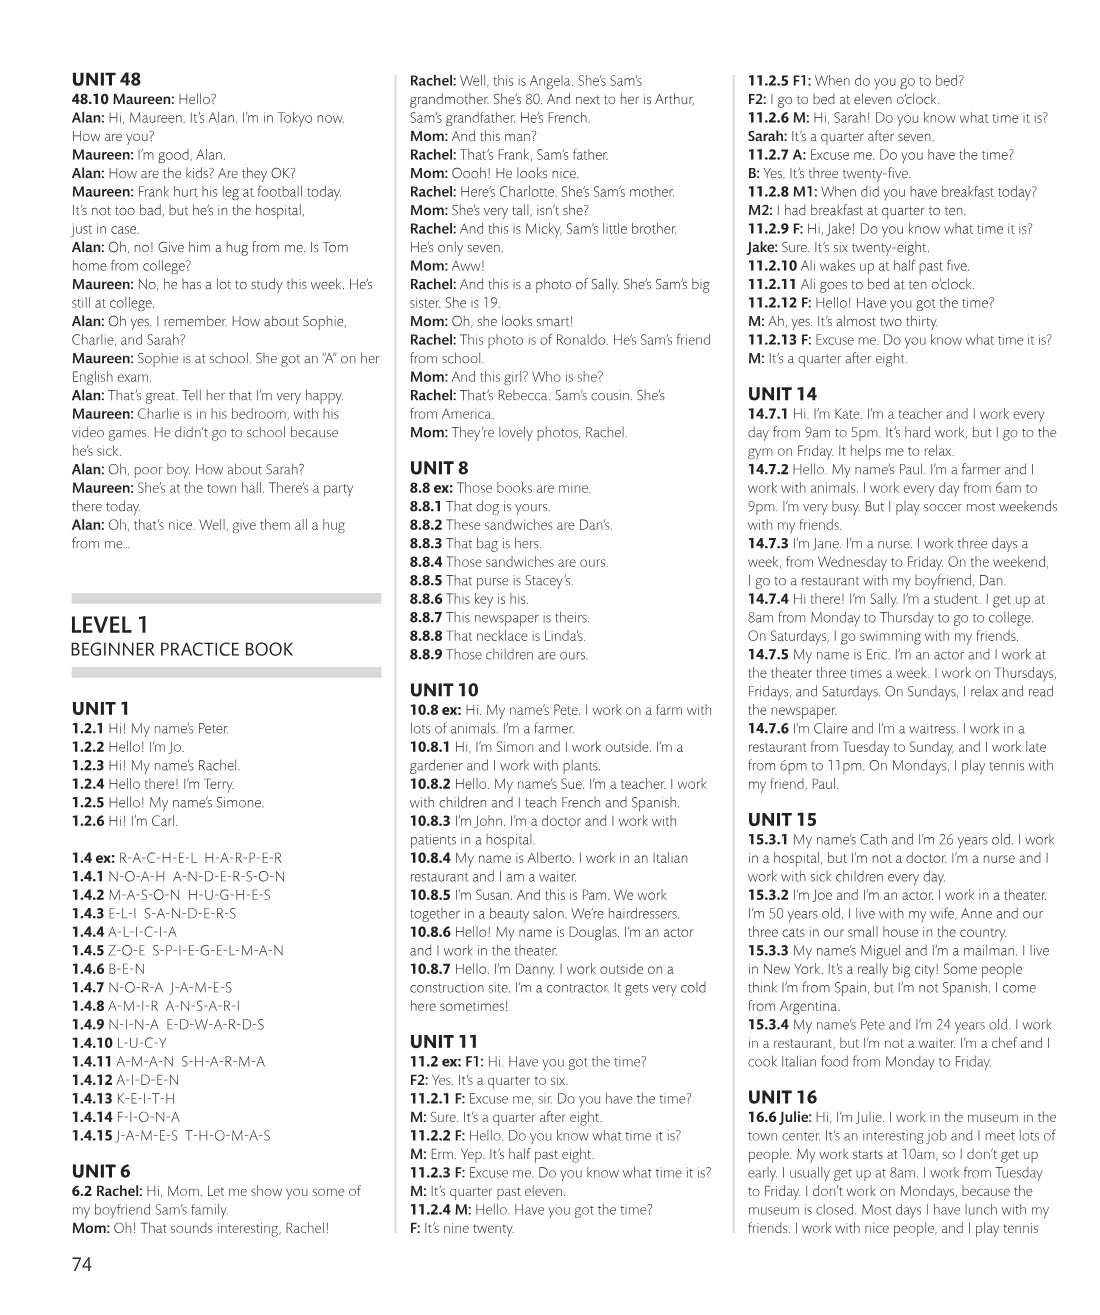 UNIT 48
48.10 Maureen: Hello?
Alan: Hi, Maureen. It’s Alan. I’m in Tokyo now.
How are you?
Maureen: I’m good, Alan.
Alan: How are the kids? Are they OK?
Maureen: Frank hurt his leg at football today.
It’s not too bad, but he’s in the hospital,
just in case.
Alan: Oh, no! Give him a hug from me. Is Tom
home from college?
Maureen: No, he has a lot to study this week. He’s
still at college.
Alan: Oh yes. I remember. How about Sophie,
Charlie, and Sarah?
Maureen: Sophie is at school. She got an “A“ on her
English exam.
Alan: That’s great. Tell her that I’m very happy.
Maureen: Charlie is in his bedroom, with his
video games. He didn’t go to school because
he’s sick.
Alan: Oh, poor boy. How about Sarah?
Maureen: She’s at the town hall. There’s a party
there today.
Alan: Oh, that’s nice. Well, give them all a hug
from me…
LEVEL 1
BEGINNER PRACTICE BOOK
UNIT 1
1.2.1 Hi! My name’s Peter.
1.2.2 Hello! I’m Jo.
1.2.3 Hi! My name’s Rachel.
1.2.4 Hello there! I’m Terry.
1.2.5 Hello! My name’s Simone.
1.2.6 Hi! I’m Carl.
1.4 ex: R-A-C-H-E-L H-A-R-P-E-R
1.4.1 N-O-A-H A-N-D-E-R-S-O-N
1.4.2 M-A-S-O-N H-U-G-H-E-S
1.4.3 E-L-I S-A-N-D-E-R-S
1.4.4 A-L-I-C-I-A
1.4.5 Z-O-E S-P-I-E-G-E-L-M-A-N
1.4.6 B-E-N
1.4.7 N-O-R-A J-A-M-E-S
1.4.8 A-M-I-R A-N-S-A-R-I
1.4.9 N-I-N-A E-D-W-A-R-D-S
1.4.10 L-U-C-Y
1.4.11 A-M-A-N S-H-A-R-M-A
1.4.12 A-I-D-E-N
1.4.13 K-E-I-T-H
1.4.14 F-I-O-N-A
1.4.15 J-A-M-E-S T-H-O-M-A-S
UNIT 6
6.2 Rachel: Hi, Mom. Let me show you some of
my boyfriend Sam’s family.
Mom: Oh! That sounds interesting, Rachel!
Rachel: Well, this is Angela. She’s Sam’s
grandmother. She’s 80. And next to her is Arthur,
Sam’s grandfather. He’s French.
Mom: And this man?
Rachel: That’s Frank, Sam’s father.
Mom: Oooh! He looks nice.
Rachel: Here’s Charlotte. She’s Sam’s mother.
Mom: She’s very tall, isn’t she?
Rachel: And this is Micky, Sam’s little brother.
He’s only seven.
Mom: Aww!
Rachel: And this is a photo of Sally. She’s Sam’s big
sister. She is 19.
Mom: Oh, she looks smart!
Rachel: This photo is of Ronaldo. He’s Sam’s friend
from school.
Mom: And this girl? Who is she?
Rachel: That’s Rebecca. Sam’s cousin. She’s
from America.
Mom: They’re lovely photos, Rachel.
UNIT 8
8.8 ex: Those books are mine.
8.8.1 That dog is yours.
8.8.2 These sandwiches are Dan’s.
8.8.3 That bag is hers.
8.8.4 Those sandwiches are ours.
8.8.5 That purse is Stacey’s.
8.8.6 This key is his.
8.8.7 This newspaper is theirs.
8.8.8 That necklace is Linda’s.
8.8.9 Those children are ours.
UNIT 10
10.8 ex: Hi. My name’s Pete. I work on a farm with
lots of animals. I’m a farmer.
10.8.1 Hi, I’m Simon and I work outside. I’m a
gardener and I work with plants.
10.8.2 Hello. My name’s Sue. I’m a teacher. I work
with children and I teach French and Spanish.
10.8.3 I’m John. I’m a doctor and I work with
patients in a hospital.
10.8.4 My name is Alberto. I work in an Italian
restaurant and I am a waiter.
10.8.5 I’m Susan. And this is Pam. We work
together in a beauty salon. We’re hairdressers.
10.8.6 Hello! My name is Douglas. I’m an actor
and I work in the theater.
10.8.7 Hello. I’m Danny. I work outside on a
construction site. I’m a contractor. It gets very cold
here sometimes!
UNIT 11
11.2 ex: F1: Hi. Have you got the time?
F2: Yes. It’s a quarter to six.
11.2.1 F: Excuse me, sir. Do you have the time?
M: Sure. It’s a quarter after eight.
11.2.2 F: Hello. Do you know what time it is?
M: Erm. Yep. It’s half past eight.
11.2.3 F: Excuse me. Do you know what time it is?
M: It’s quarter past eleven.
11.2.4 M: Hello. Have you got the time?
F: It’s nine twenty.
11.2.5 F1: When do you go to bed?
F2: I go to bed at eleven o’clock.
11.2.6 M: Hi, Sarah! Do you know what time it is?
Sarah: It’s a quarter after seven.
11.2.7 A: Excuse me. Do you have the time?
B: Yes. It’s three twenty-five.
11.2.8 M1: When did you have breakfast today?
M2: I had breakfast at quarter to ten.
11.2.9 F: Hi, Jake! Do you know what time it is?
Jake: Sure. It’s six twenty-eight.
11.2.10 Ali wakes up at half past five.
11.2.11 Ali goes to bed at ten o’clock.
11.2.12 F: Hello! Have you got the time?
M: Ah, yes. It’s almost two thirty.
11.2.13 F: Excuse me. Do you know what time it is?
M: It’s a quarter after eight.
UNIT 14
14.7.1 Hi. I’m Kate. I’m a teacher and I work every
day from 9am to 5pm. It’s hard work, but I go to the
gym on Friday. It helps me to relax.
14.7.2 Hello. My name’s Paul. I’m a farmer and I
work with animals. I work every day from 6am to
9pm. I’m very busy. But I play soccer most weekends
with my friends.
14.7.3 I’m Jane. I’m a nurse. I work three days a
week, from Wednesday to Friday. On the weekend,
I go to a restaurant with my boyfriend, Dan.
14.7.4 Hi there! I’m Sally. I’m a student. I get up at
8am from Monday to Thursday to go to college.
On Saturdays, I go swimming with my friends.
14.7.5 My name is Eric. I’m an actor and I work at
the theater three times a week. I work on Thursdays,
Fridays, and Saturdays. On Sundays, I relax and read
the newspaper.
14.7.6 I’m Claire and I’m a waitress. I work in a
restaurant from Tuesday to Sunday, and I work late
from 6pm to 11pm. On Mondays, I play tennis with
my friend, Paul.
UNIT 15
15.3.1 My name’s Cath and I’m 26 years old. I work
in a hospital, but I’m not a doctor. I’m a nurse and I
work with sick children every day.
15.3.2 I’m Joe and I’m an actor. I work in a theater.
I’m 50 years old. I live with my wife, Anne and our
three cats in our small house in the country.
15.3.3 My name’s Miguel and I’m a mailman. I live
in New York. It’s a really big city! Some people
think I’m from Spain, but I’m not Spanish. I come
from Argentina.
15.3.4 My name’s Pete and I’m 24 years old. I work
in a restaurant, but I’m not a waiter. I’m a chef and I
cook Italian food from Monday to Friday.
UNIT 16
16.6 Julie: Hi, I’m Julie. I work in the museum in the
town center. It’s an interesting job and I meet lots of
people. My work starts at 10am, so I don’t get up
early. I usually get up at 8am. I work from Tuesday
to Friday. I don’t work on Mondays, because the
museum is closed. Most days I have lunch with my
friends. I work with nice people, and I play tennis
74